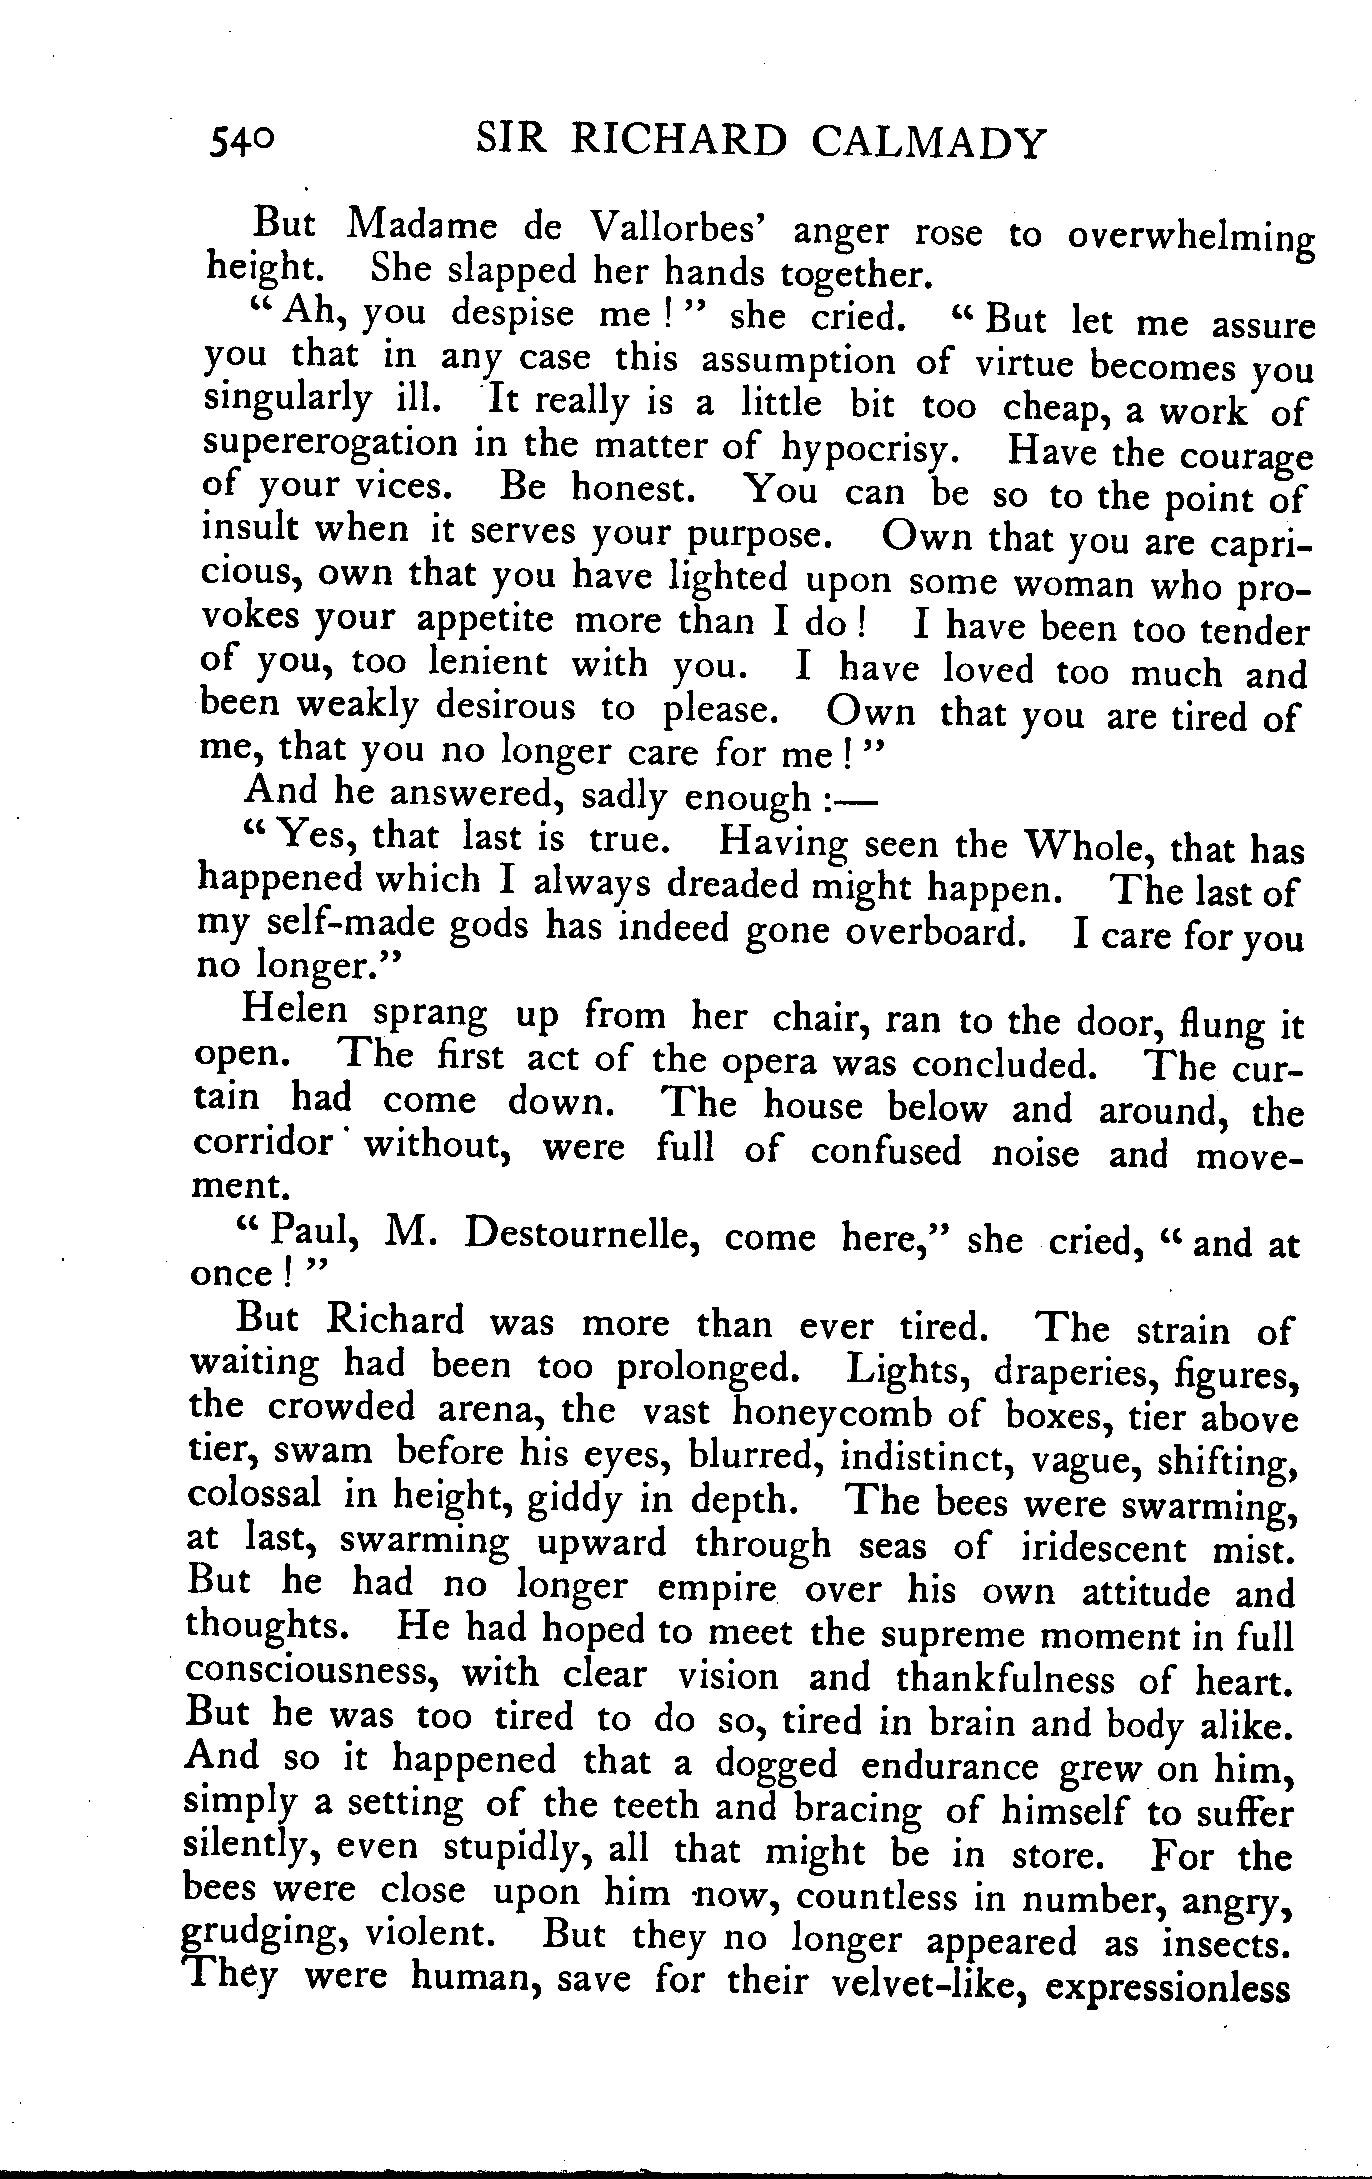 540 SIR RICHARD CALMADY
But Madame de Vallorbes' anger rose to overwhelming
height. She slapped her hands together.
“Ah, you despise me!” she cried. “But let me assure
you that in any case this assumption of virtue becomes you
singularly ill. It really is a little bit too cheap, a work of
supererogation in the matter of hypocrisy. Have the courage
of your vices. Be honest. You can be so to the point of
insult when it serves your purpose. Own that you are capri-
cious, own that you have lighted upon some woman who pro-
vokes your appetite more than I do! I have been too tender
of you, too lenient with you. I have loved too much and
been weakly desirous to please. Own that you are tired of
me, that you no longer care for me!”
And he answered, sadly enough:—
“Yes, that last is true. Having seen the Whole, that has
happened which I always dreaded might happen. The last of
my self-made gods has indeed gone overboard. I care for you
no longer.”
Helen sprang up from her chair, ran to the door, flung it
open. The first act of the opera was concluded. The cur-
tain had come down. The house below and around, the
corridor without, were full of confused noise and move-
ment.
“Paul, M. Destournelle, come here,” she cried, “and at
once!”
But Richard was more than ever tired. The strain of
waiting had been too prolonged. Lights, draperies, figures,
the crowded arena, the vast honeycomb of boxes, tier above
tier, swam before his eyes, blurred, indistinct, vague, shifting,
colossal in height, giddy in depth. The bees were swarming,
at last, swarming upward through seas of iridescent mist.
But he had no longer empire over his own attitude and
thoughts. He had hoped to meet the supreme moment in full
consciousness, with clear vision and thankfulness of heart.
But he was too tired to do so, tired in brain and body alike.
And so it happened that a dogged endurance grew on him,
simply a setting of the teeth and bracing of himself to suffer
silently, even stupidly, all that might be in store. For the
bees were close upon him now, countless in number, angry,
grudging, violent. But they no longer appeared as insects.
They were human, save for their velvet-like, expressionless